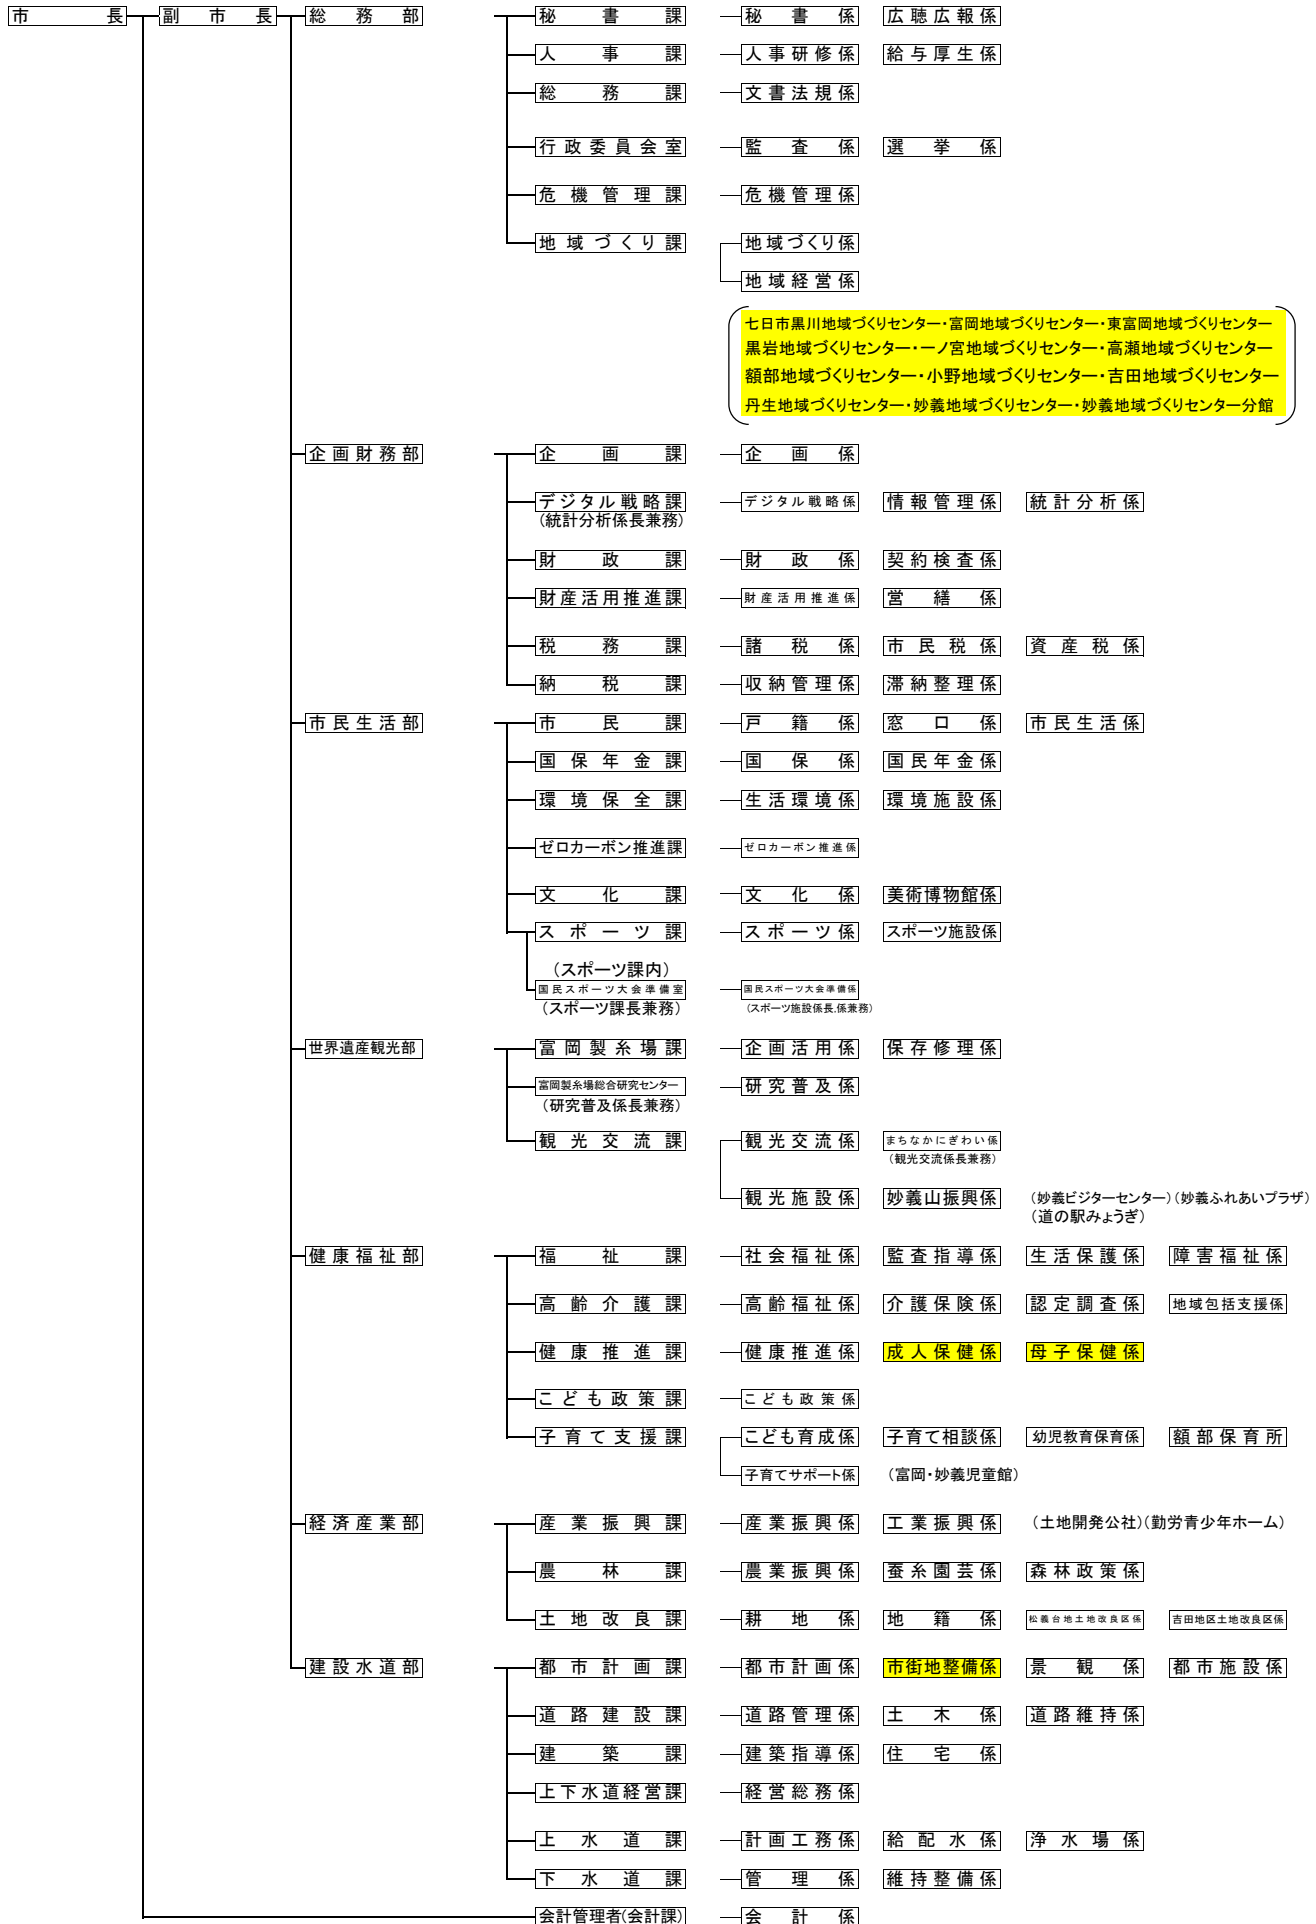 市長 副市長 総務部 秘書課 秘書係 広聴広報係
人事課 人事研修係 給与厚生係
総務課 文書法規係
行政委員会室 監査係 選挙係
危機管理課 危機管理係
地域づくり課 地域づくり係
地域経営係
七日市黒川地域づくりセンター・富岡地域づくりセンター・東富岡地域づくりセンター
黒岩地域づくりセンター・一ノ宮地域づくりセンター・高瀬地域づくりセンター
額部地域づくりセンター・小野地域づくりセンター・吉田地域づくりセンター
丹生地域づくりセンター・妙義地域づくりセンター・妙義地域づくりセンター分館
企画財務部 企画課 企画係
デジタル戦略課 デジタル戦略係 情報管理係 統計分析係
(統計分析係長兼務)
財政課 財政係 契約検査係
財産活用推進課 財産活用推進係 営繕係
税務課 諸税係 市民税係 資産税係
納税課 収納管理係 滞納整理係
市民生活部 市民課 戸籍係 窓口係 市民生活係
国保年金課 国保係 国民年金係
環境保全課 生活環境係 環境施設係
ゼロカーボン推進課 ゼロカーボン推進係
文化課 文化係 美術博物館係
スポーツ課 スポーツ係 スポーツ施設係
(スポーツ課内)
国民スポーツ大会準備室 国民スポーツ大会準備係
(スポーツ課長兼務) (スポーツ施設係長,係兼務)
世界遺産観光部 富岡製糸場課 企画活用係 保存修理係
富岡製糸場総合研究センター 研究普及係
(研究普及係長兼務)
観光交流課 観光交流係 まちなかにぎわい係
(観光交流係長兼務)
観光施設係 妙義山振興係 (妙義ビジターセンター)(妙義ふれあいプラザ)
(道の駅みょうぎ)
健康福祉部 福祉課 社会福祉係 監査指導係 生活保護係 障害福祉係
高齢介護課 高齢福祉係 介護保険係 認定調査係 地域包括支援係
健康推進課 健康推進係 成人保健係 母子保健係
こども政策課 こども政策係
子育て支援課 こども育成係 子育て相談係 幼児教育保育係 額部保育所
子育てサポート係 (富岡・妙義児童館)
経済産業部 産業振興課 産業振興係 工業振興係 (土地開発公社)(勤労青少年ホーム)
農林課 農業振興係 蚕糸園芸係 森林政策係
土地改良課 耕地係 地籍係 松義台地土地改良区係 吉田地区土地改良区係
建設水道部 都市計画課 都市計画係 市街地整備係 景観係 都市施設係
道路建設課 道路管理係 土木係 道路維持係
建築課 建築指導係 住宅係
上下水道経営課 経営総務係
上水道課 計画工務係 給配水係 浄水場係
下水道課 管理係 維持整備係
会計管理者(会計課) 会計係